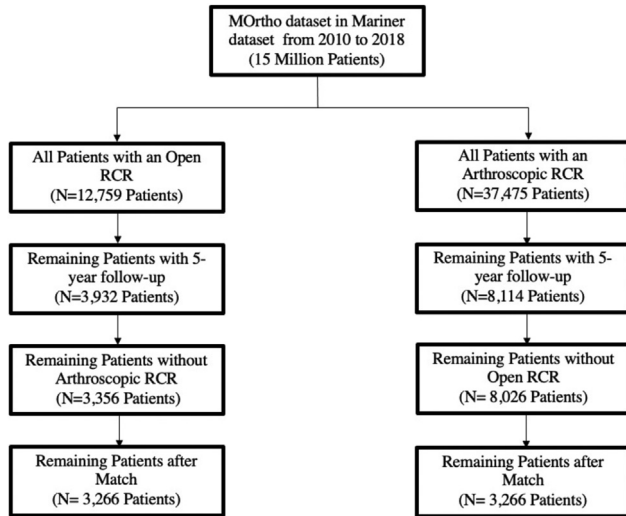 MOrtho dataset in Mariner
dataset from 2010 to 2018
(15 Million Patients)
All Patients with an Open
RCR
(N=12,759 Patients)
Remaining Patients with 5-
year follow-up
(N=3,932 Patients)
Remaining Patients without
Arthroscopic RCR
(N=3,356 Patients)
Remaining Patients after
Match
(N= 3,266 Patients)
All Patients with an
Arthroscopic RCR
(N=37,475 Patients)
Remaining Patients with 5-
year follow-up
(N=8,114 Patients)
Remaining Patients without
Open RCR
(N= 8,026 Patients)
Remaining Patients after
Match
(N= 3,266 Patients)